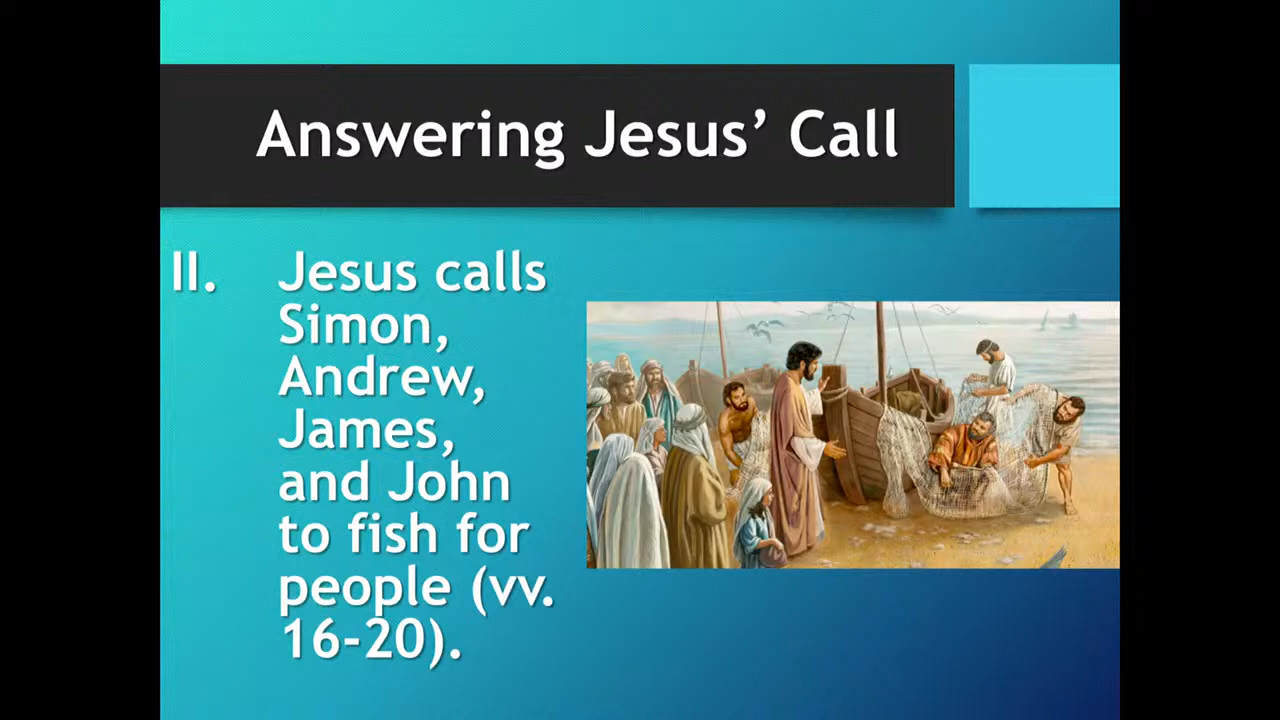 Answering Jesus’ Call
II. Jesus calls
Simon,
Andrew,
James,
and John
to fish for
people (vv.
16-20).